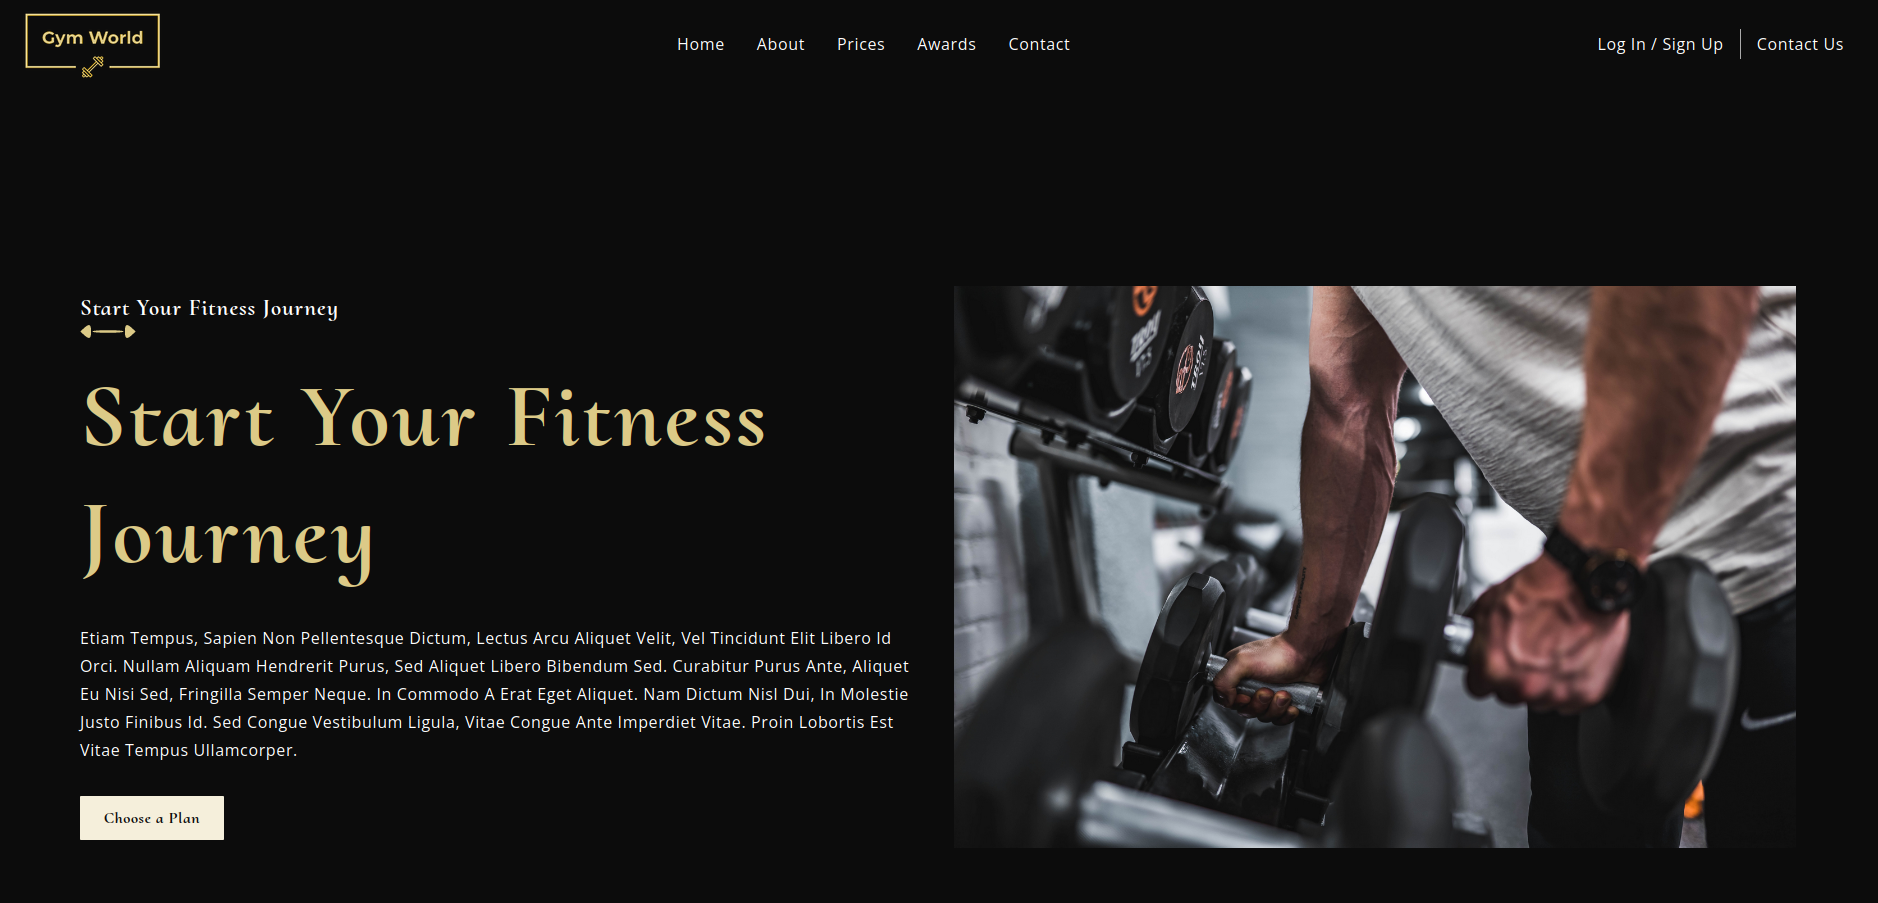 Gym World
Home About Prices Awards Contact
Log In / Sign Up Contact Us
Start Your Fitness Journey
Start Your Fitness
Journey
Etiam Tempus, Sapien Non Pellentesque Dictum, Lectus Arcu Aliquet Velit, Vel Tincidunt Elit Libero Id
Orci. Nullam Aliquam Hendrerit Purus, Sed Aliquet Libero Bibendum Sed. Curabitur Purus Ante, Aliquet
Eu Nisi Sed, Fringilla Semper Neque. In Commodo A Erat Eget Aliquet. Nam Dictum Nisl Dui, In Molestie
Justo Finibus Id. Sed Congue Vestibulum Ligula, Vitae Congue Ante Imperdiet Vitae. Proin Lobortis Est
Vitae Tempus Ullamcorper.
Choose a Plan
TROY